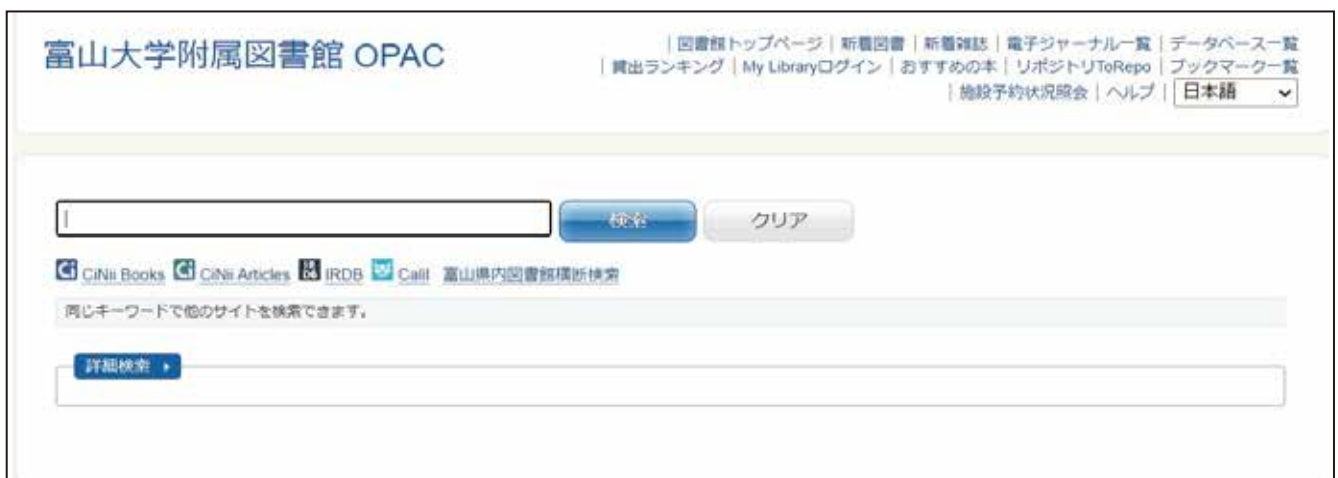 富山大学附属図書館 OPAC
| 図書館トップページ | 新着図書 | 新着雑誌 | 電子ジャーナル一覧 | データベース一覧
| 貸出ランキング | My Libraryログイン | おすすめの本 | リポジトリToRepo | ブックマーク一覧
| 施設予約状況照会 | ヘルプ | 日本語
検索 クリア
CiNii Books CiNii Articles IRDB Calil 富山県内図書館横断検索
同じキーワードで他のサイトを検索できます。
詳細検索